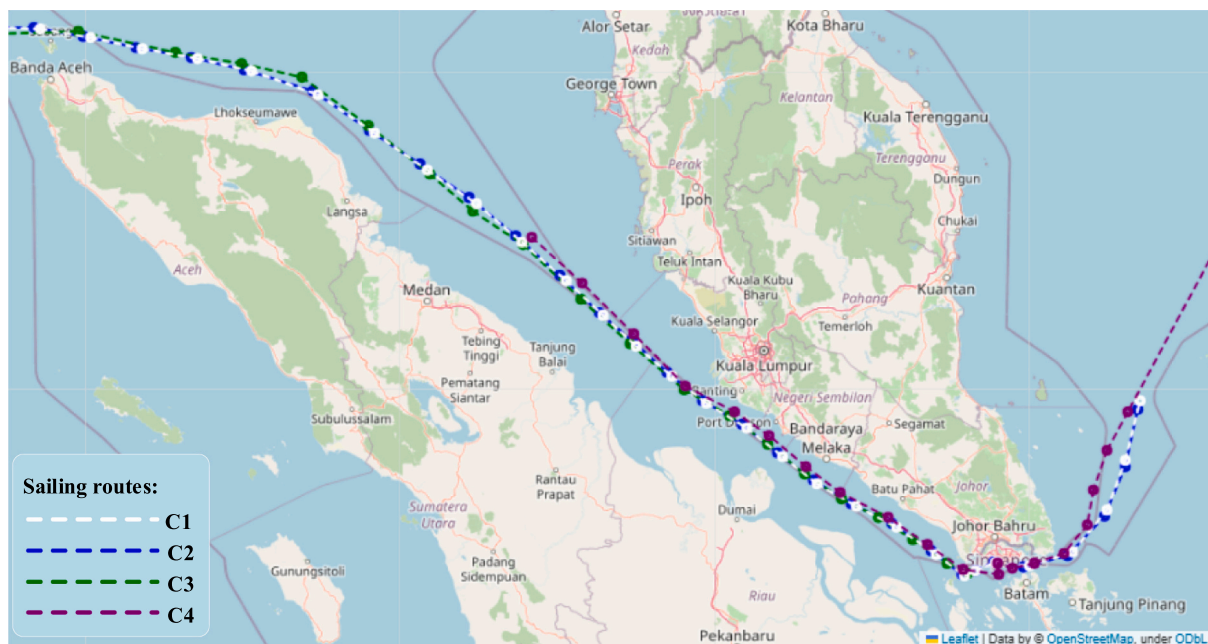 Alor Setar
Kota Bharu
Kedah
Banda Aceh
George Town
Kelantan
Lhokseumawe
Kuala Terengganu
Terengganu
Perak
Dungun
Ipoh
Langsa
Chukai
Sitiawan
Teluk Intan
Aceh
Kuala Kubu
Bharu
Pahang
Kuantan
Medan
Kuala Selangor
Temerloh
Tebing
Tinggi
Tanjung
Balai
Kuala Lumpur
Pematang
Siantar
Banting
Negeri Sembilan
Subulussalam
Port Dickson
Segamat
Bandaraya
Melaka
Sailing routes:
Rantau
Prapat
Batu Pahat
Johor
Sumatera
Utara
Dumai
C1
Johor Bahru
C2
Padang
Sidempuan
Gunungsitoli
C3
Batam
Riau
Tanjung Pinang
C4
Pekanbaru
Leaflet | Data by © OpenStreetMap, under ODbL